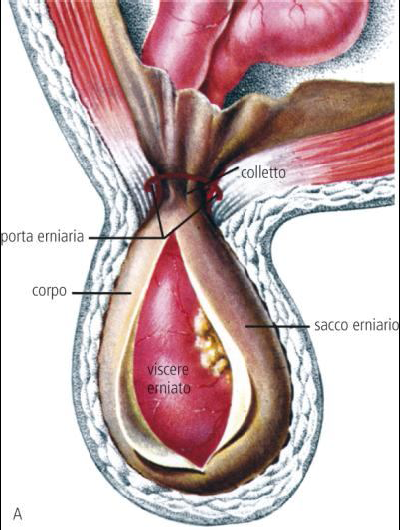 colletto
porta erniaria
corpo
sacco erniario
viscere
erniato
A